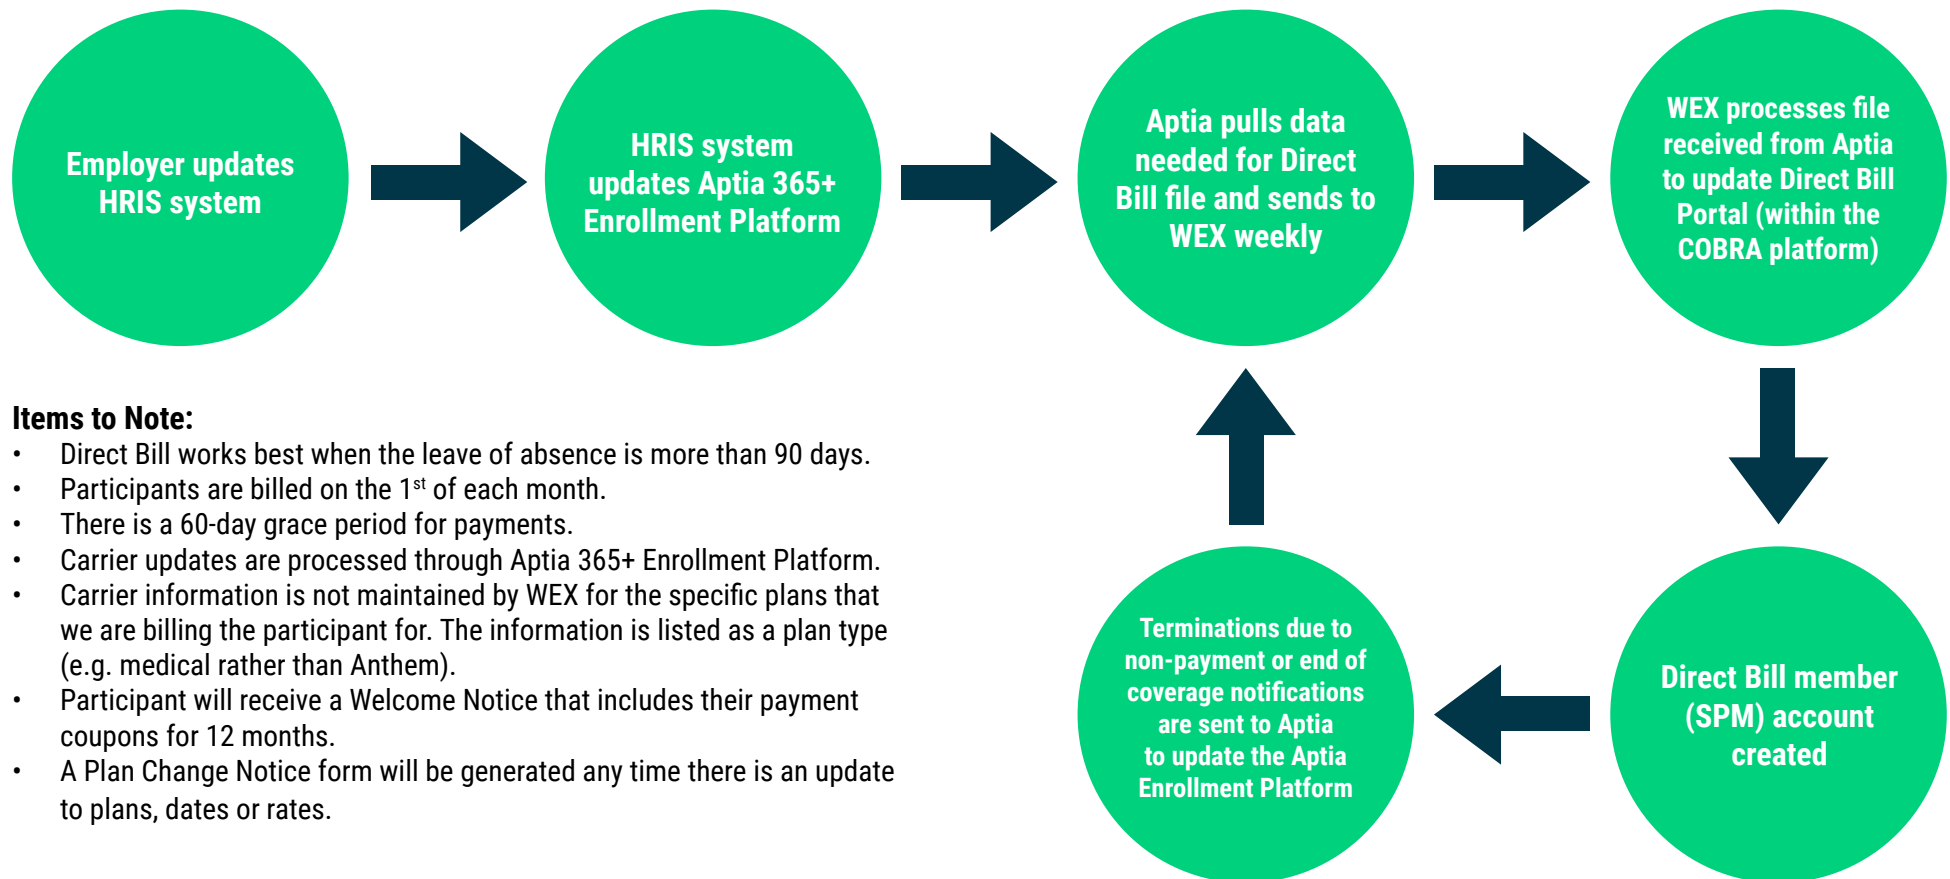 Employer updates
HRIS system
HRIS system
updates Aptia 365+
Enrollment Platform
Aptia pulls data
needed for Direct
Bill file and sends to
WEX weekly
WEX processes file
received from Aptia
to update Direct Bill
Portal (within the
COBRA platform)
Direct Bill member
(SPM) account
created
Terminations due to
non-payment or end of
coverage notifications
are sent to Aptia
to update the Aptia
Enrollment Platform
Items to Note:
• Direct Bill works best when the leave of absence is more than 90 days.
• Participants are billed on the 1st of each month.
• There is a 60-day grace period for payments.
• Carrier updates are processed through Aptia 365+ Enrollment Platform.
• Carrier information is not maintained by WEX for the specific plans that
we are billing the participant for. The information is listed as a plan type
(e.g. medical rather than Anthem).
• Participant will receive a Welcome Notice that includes their payment
coupons for 12 months.
• A Plan Change Notice form will be generated any time there is an update
to plans, dates or rates.